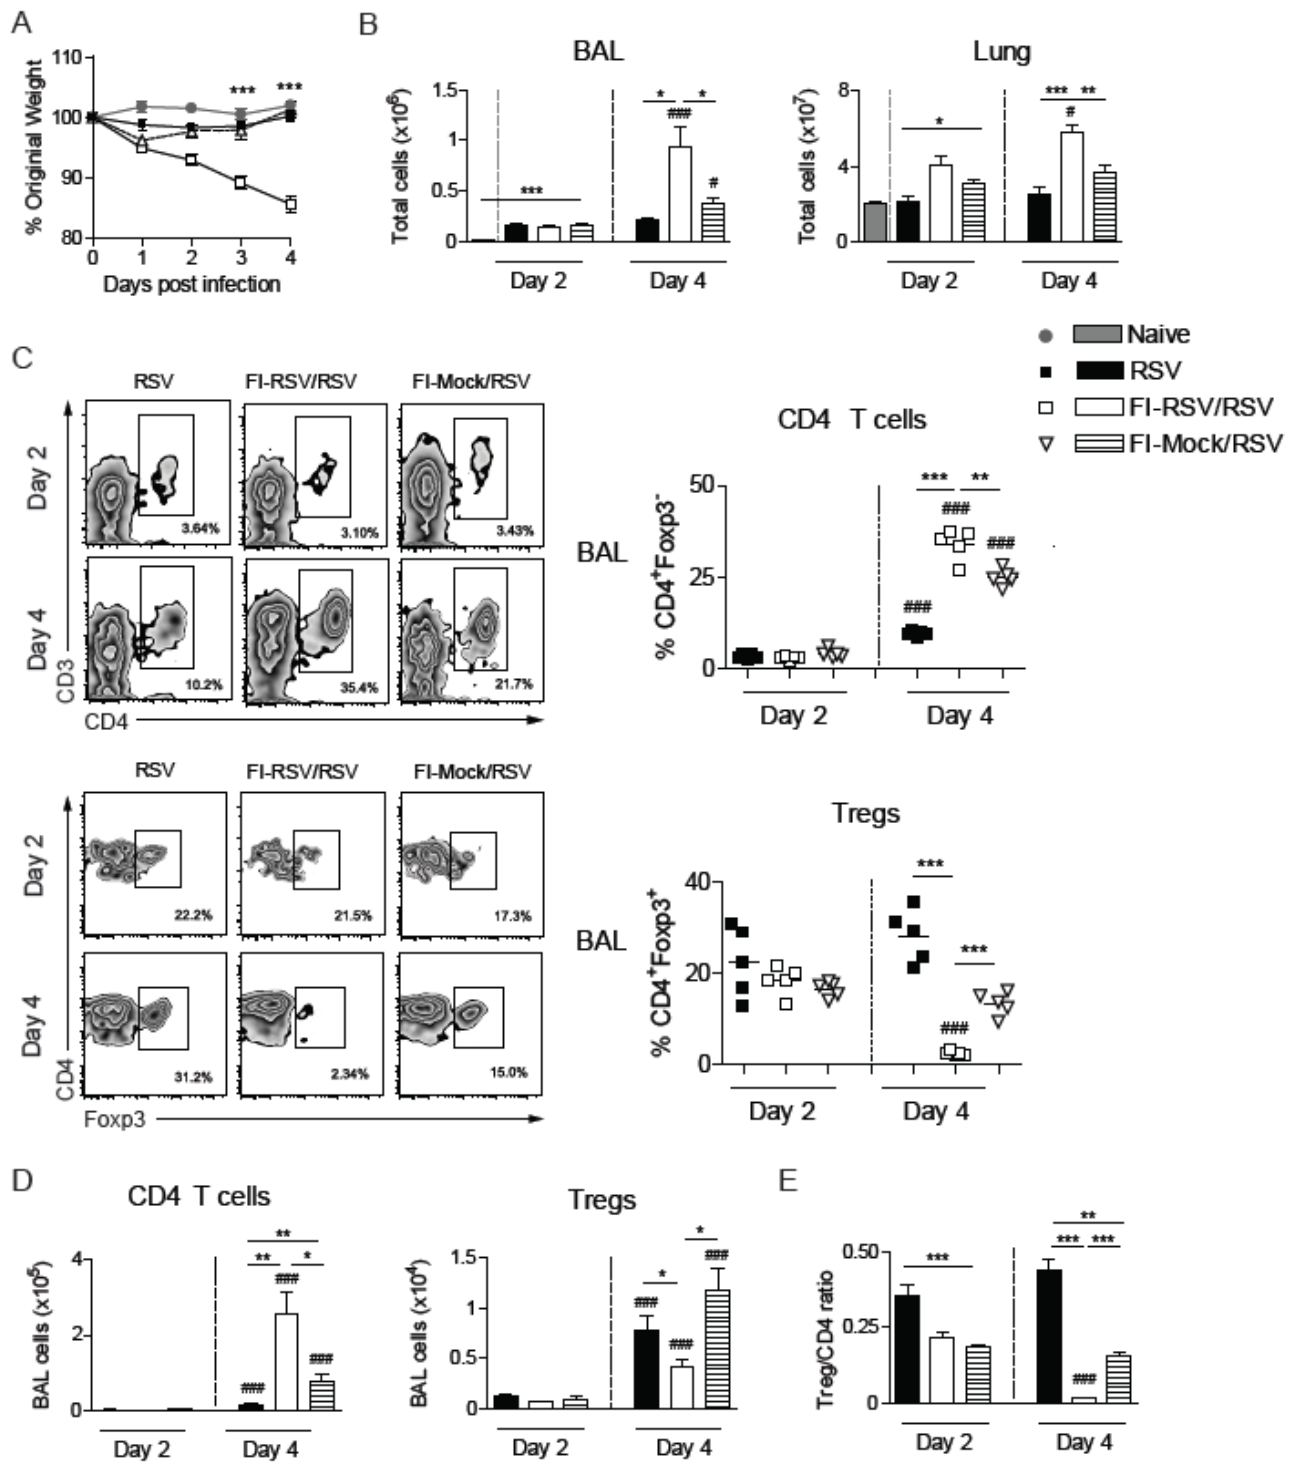 A
110
100
90
80
% Originial Weight
*** ***
0 1 2 3 4
Days post infection
B
BAL
Total cells (x10⁶)
1.5
1
0.5
0
***
* *
###
#
Day 2 Day 4
Lung
Total cells (x10⁷)
8
4
0
*
*** **
#
Day 2 Day 4
Naive
RSV
FI-RSV/RSV
FI-Mock/RSV
C
RSV FI-RSV/RSV FI-Mock/RSV
Day 2
3.64% 3.10% 3.43%
Day 4
10.2% 35.4% 21.7%
CD3
CD4
CD4 T cells
BAL
% CD4⁺Foxp3⁻
50
25
0
*** **
###
###
###
Day 2 Day 4
RSV FI-RSV/RSV FI-Mock/RSV
Day 2
22.2% 21.5% 17.3%
Day 4
31.2% 2.34% 15.0%
CD4
Foxp3
Tregs
BAL
% CD4⁺Foxp3⁺
40
20
0
***
***
###
Day 2 Day 4
D
CD4 T cells
BAL cells (x10⁵)
4
2
0
**
** *
###
###
###
Day 2 Day 4
Tregs
BAL cells (x10⁴)
1.5
1
0.5
0
*
*
###
###
###
Day 2 Day 4
E
Treg/CD4 ratio
0.50
0.25
0
***
**
*** ***
###
Day 2 Day 4